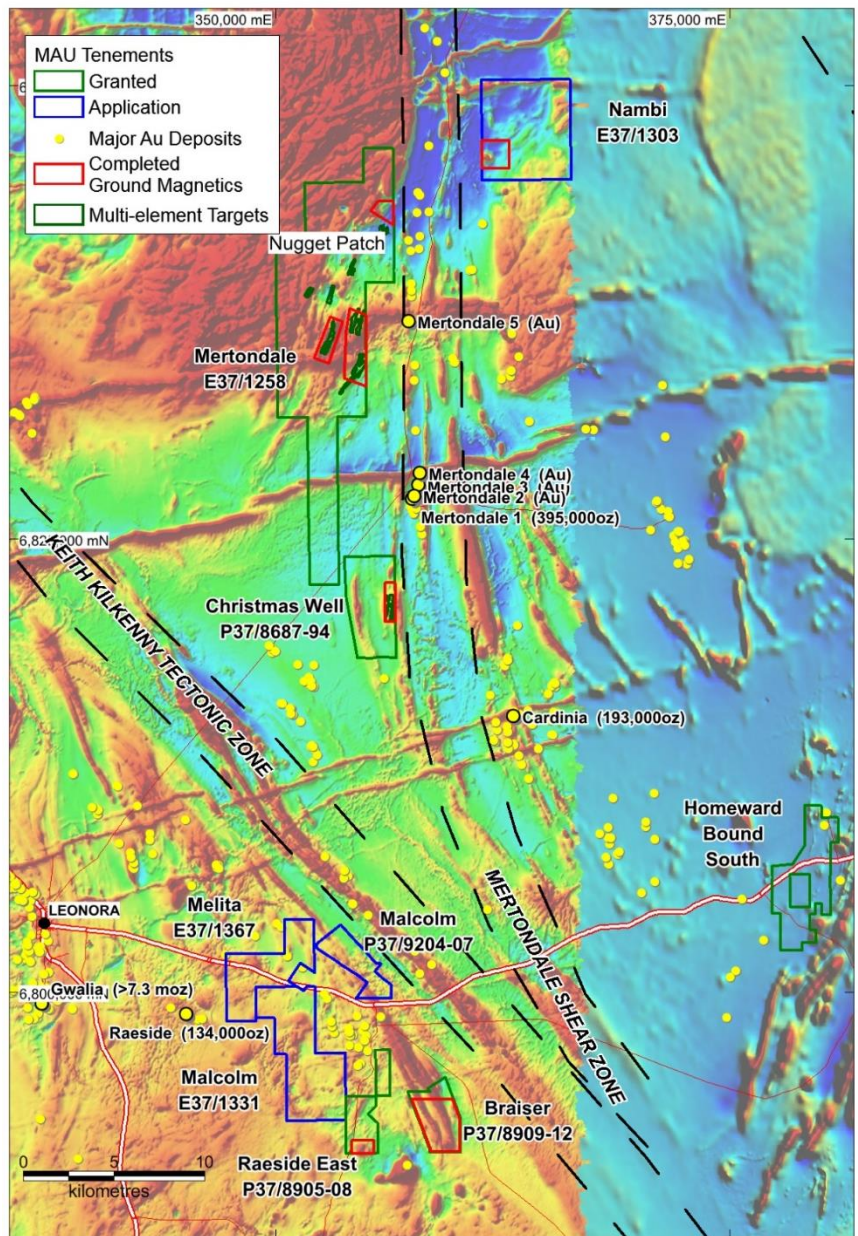 350,000 mE
375,000 mE
MAU Tenements
Granted
Application
Major Au Deposits
Completed
Ground Magnetics
Multi-element Targets
Nambi
E37/1303
Nugget Patch
Mertondale 5 (Au)
Mertondale
E37/1258
Mertondale 4 (Au)
Mertondale 3 (Au)
Mertondale 2 (Au)
Mertondale 1 (395,000oz)
KEITH KILKENNY TECTONIC ZONE
Christmas Well
P37/8687-94
Cardinia (193,000oz)
Homeward
Bound
South
LEONORA
Melita
E37/1367
Malcolm
P37/9204-07
MERTONDALE SHEAR ZONE
Gwalia (>7.3 moz)
6,800,000 mN
Raeside (134,000oz)
Malcolm
E37/1331
Braiser
P37/8909-12
Raeside East
P37/8905-08
0 5 10
kilometres